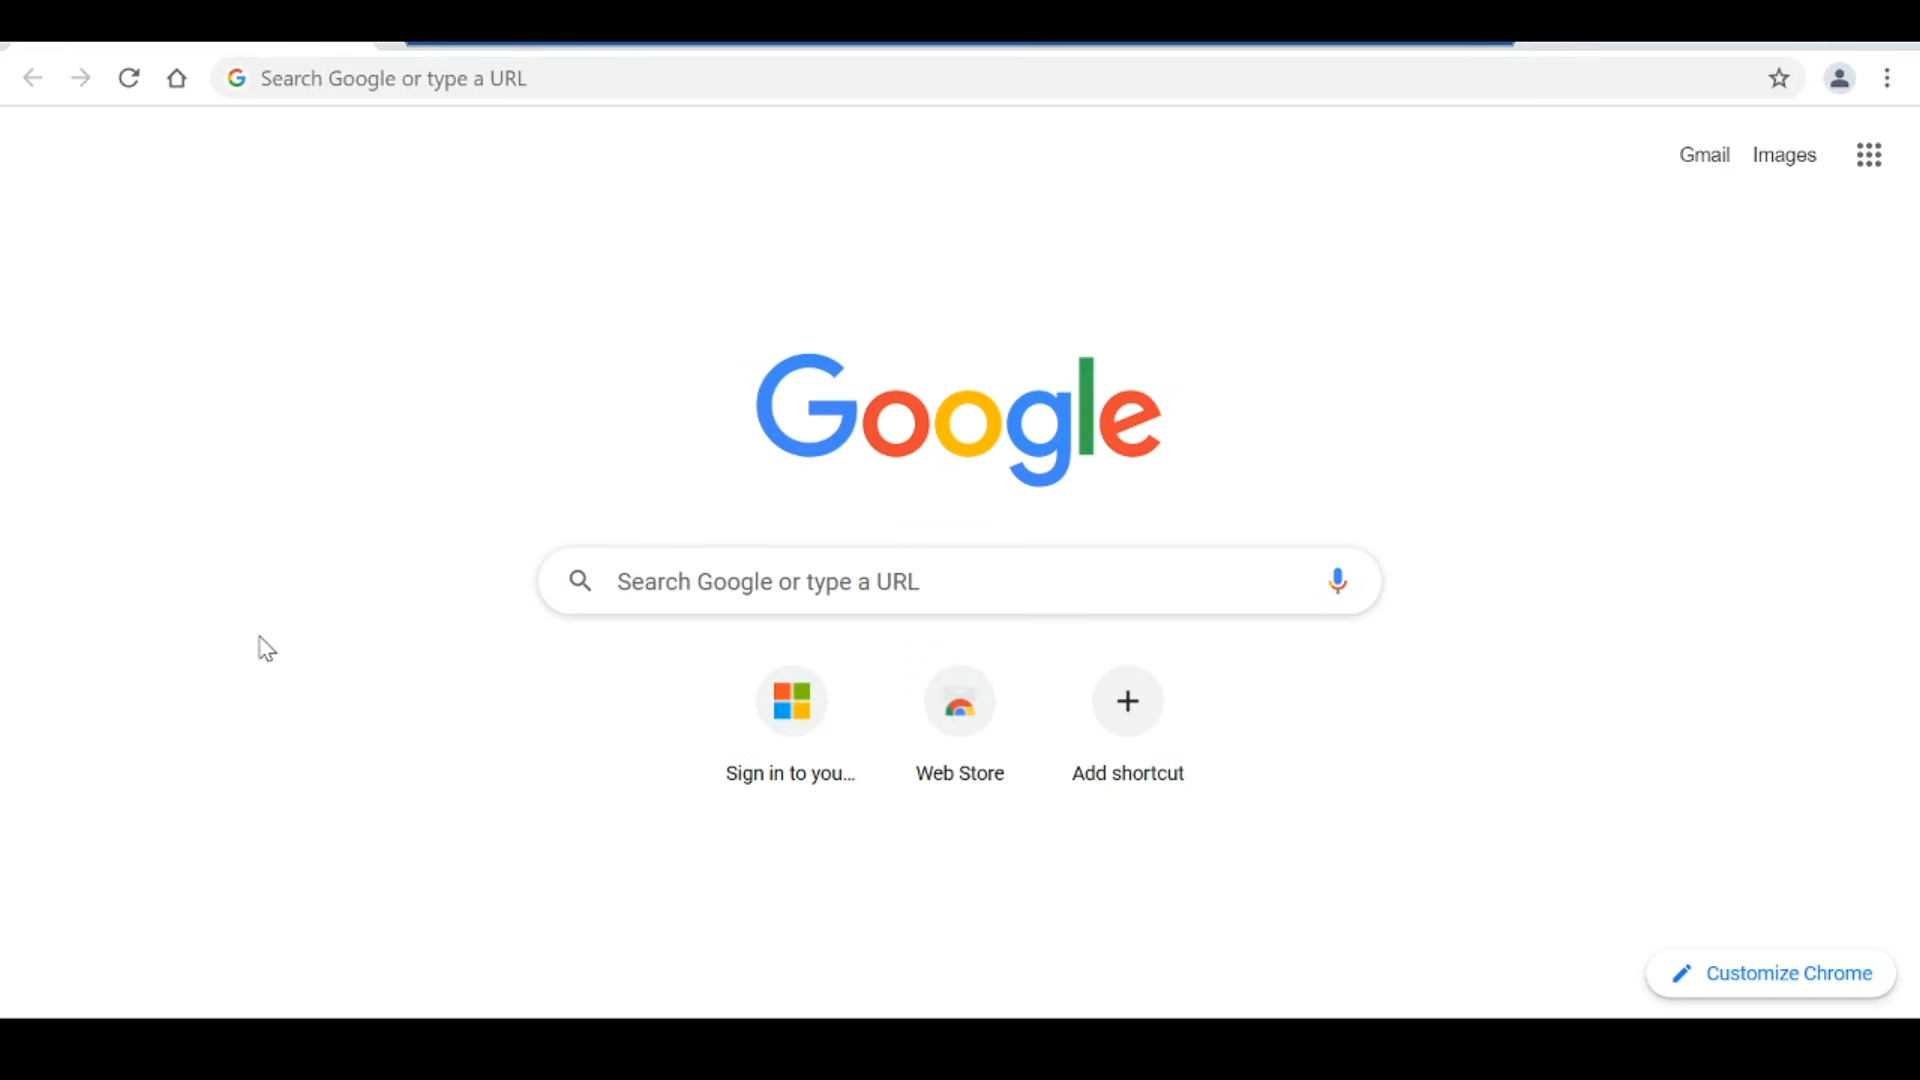 Search Google or type a URL
Gmail Images
Google
Search Google or type a URL
Sign in to you...
Web Store
Add shortcut
Customize Chrome